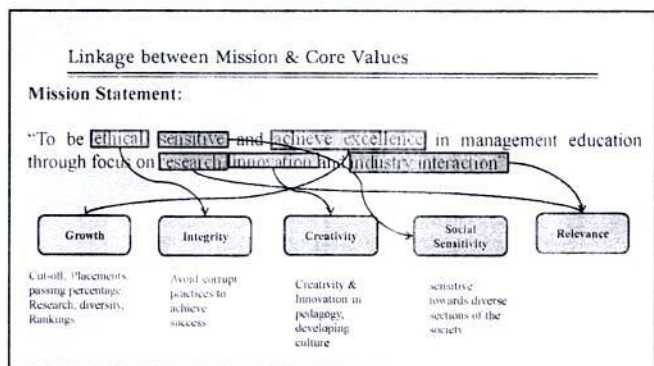 Linkage between Mission & Core Values
Mission Statement:
“To be ethical sensitive and achieve excellence in management education
through focus on research innovation and industry interaction”
Growth
Integrity
Creativity
Social
Sensitivity
Relevance
Cut-off, Placements,
passing percentage
Research, diversity,
Rankings
Avoid corrupt
practices to
achieve
success
Creativity &
Innovation in
pedagogy,
developing
culture
sensitive
towards diverse
sections of the
society